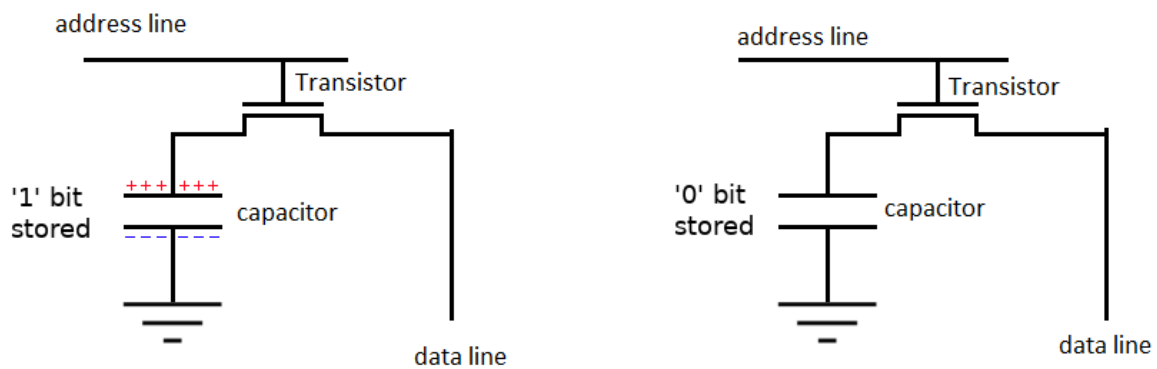 address line
Transistor
+++ +++
'1' bit
stored
capacitor
_ _ _ _ _ _ _
data line
address line
Transistor
'0' bit
stored
capacitor
data line